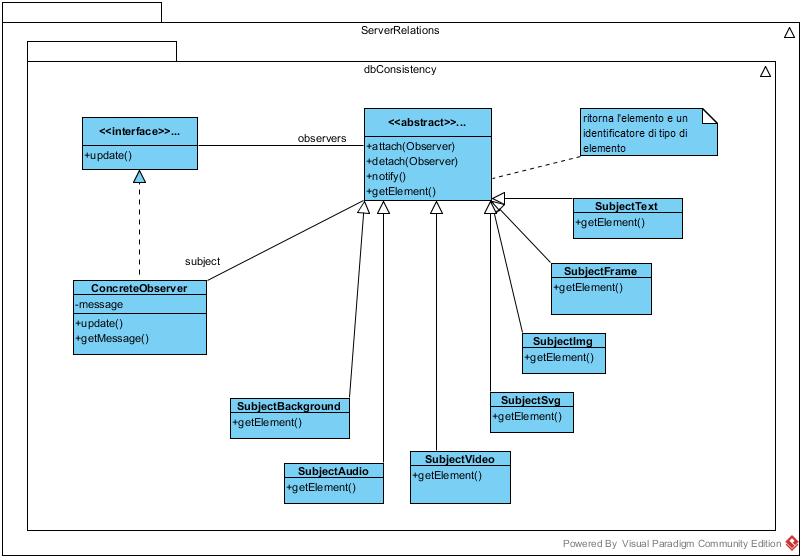 ServerRelations
dbConsistency
<<interface>>...
+update()
observers
<<abstract>>...
+attach(Observer)
+detach(Observer)
+notify()
+getElement()
ritorna l'elemento e un
identificatore di tipo di
elemento
SubjectText
+getElement()
subject
SubjectFrame
+getElement()
ConcreteObserver
-message
+update()
+getMessage()
SubjectImg
+getElement()
SubjectSvg
+getElement()
SubjectBackground
+getElement()
SubjectVideo
+getElement()
SubjectAudio
+getElement()
Powered By Visual Paradigm Community Edition